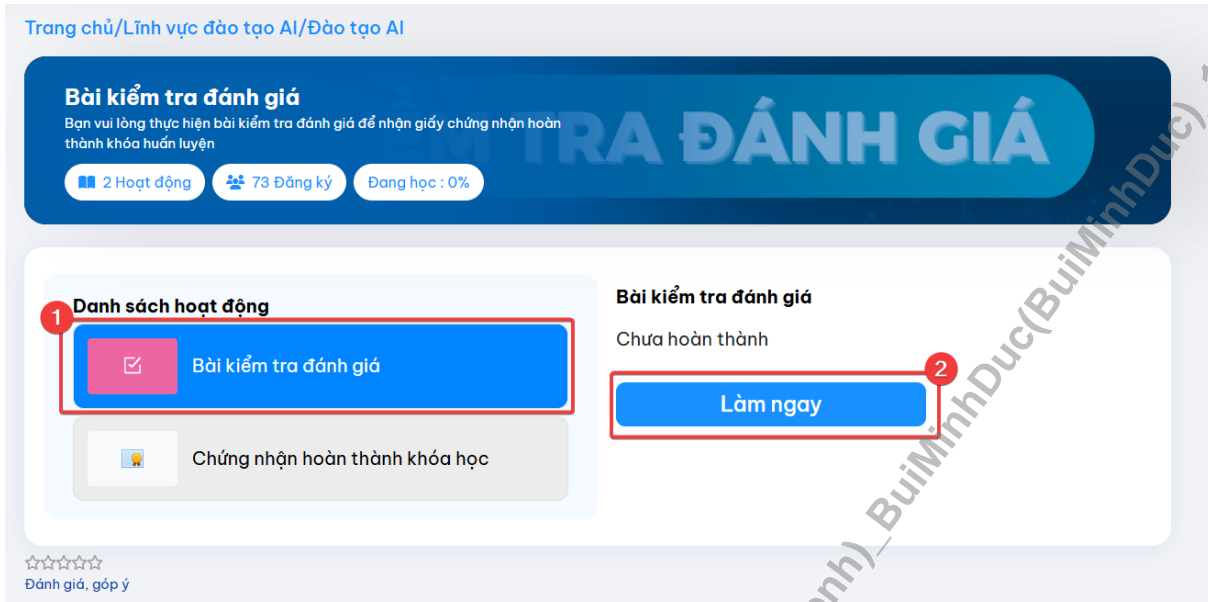 Trang chủ/Lĩnh vực đào tạo AI/Đào tạo AI
Bài kiểm tra đánh giá
Bạn vui lòng thực hiện bài kiểm tra đánh giá để nhận giấy chứng nhận hoàn
thành khóa huấn luyện
TRA ĐÁNH GIÁ
2 Hoạt động
73 Đăng ký
Đang học : 0%
Danh sách hoạt động
1
Bài kiểm tra đánh giá
Chứng nhận hoàn thành khóa học
Bài kiểm tra đánh giá
Chưa hoàn thành
2
Làm ngay
Đánh giá, góp ý
_BuiMinhDuc(BuiMinhDuc)